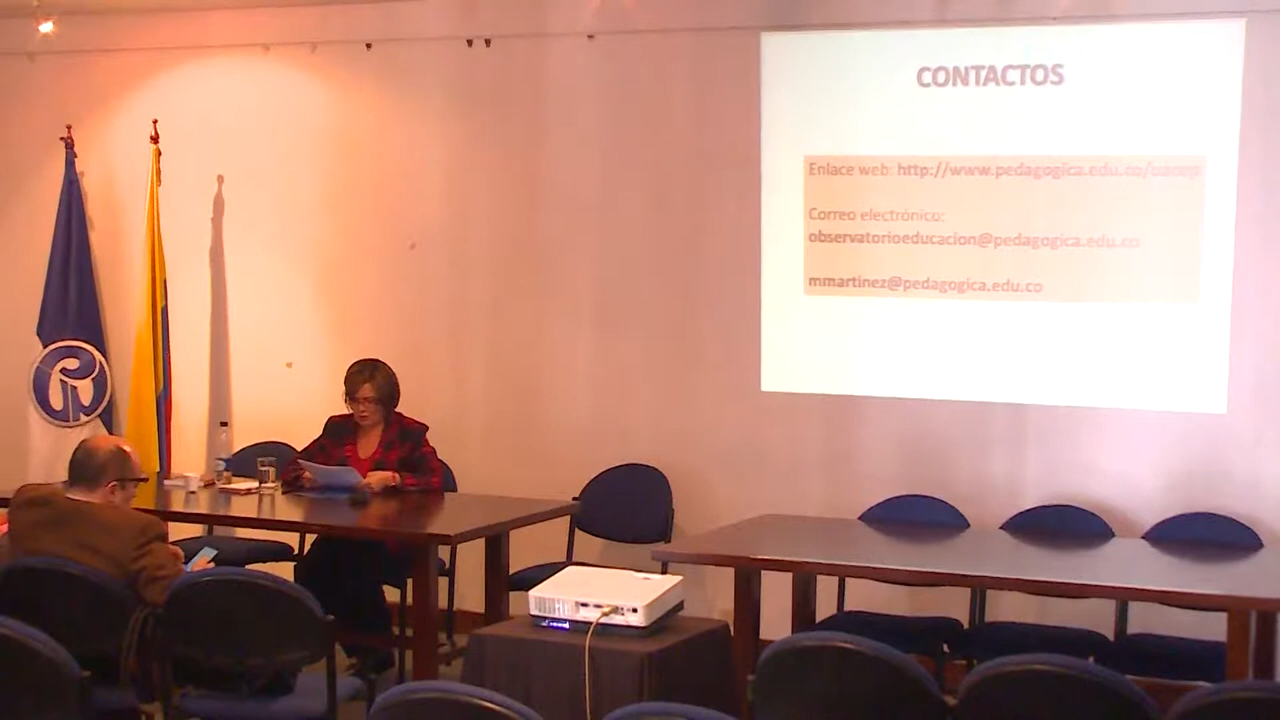 CONTACTOS
Enlace web: http://www.pedagogica.edu.co/
Correo electrónico:
observatorioeducacion@pedagogica.edu.co
mmartinez@pedagogica.edu.co